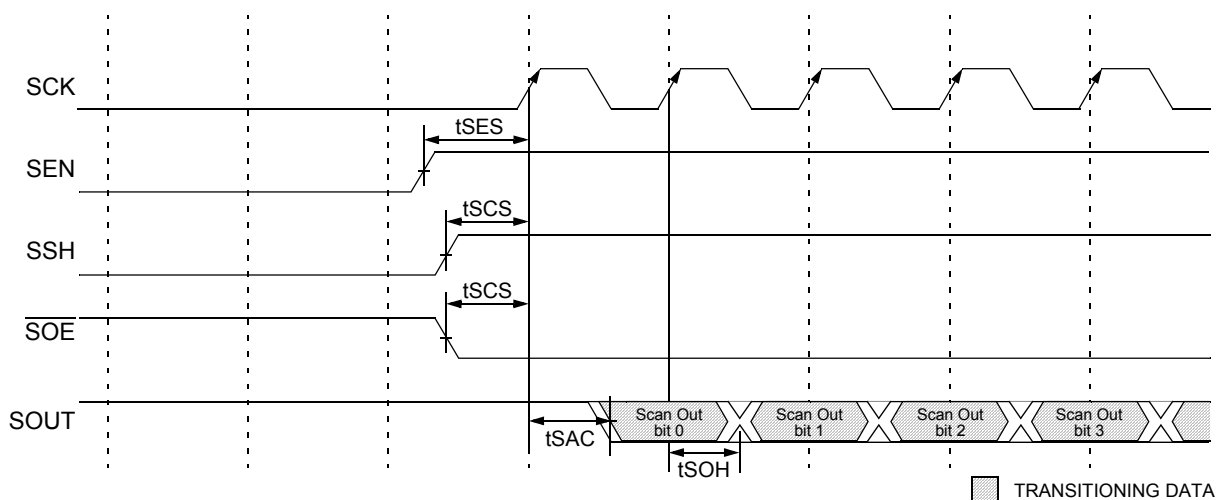 SCK
tSES
SEN
tSCS
SSH
tSCS
SOE
SOUT
Scan Out
bit 0
Scan Out
bit 1
Scan Out
bit 2
Scan Out
bit 3
tSAC
tSOH
TRANSITIONING DATA